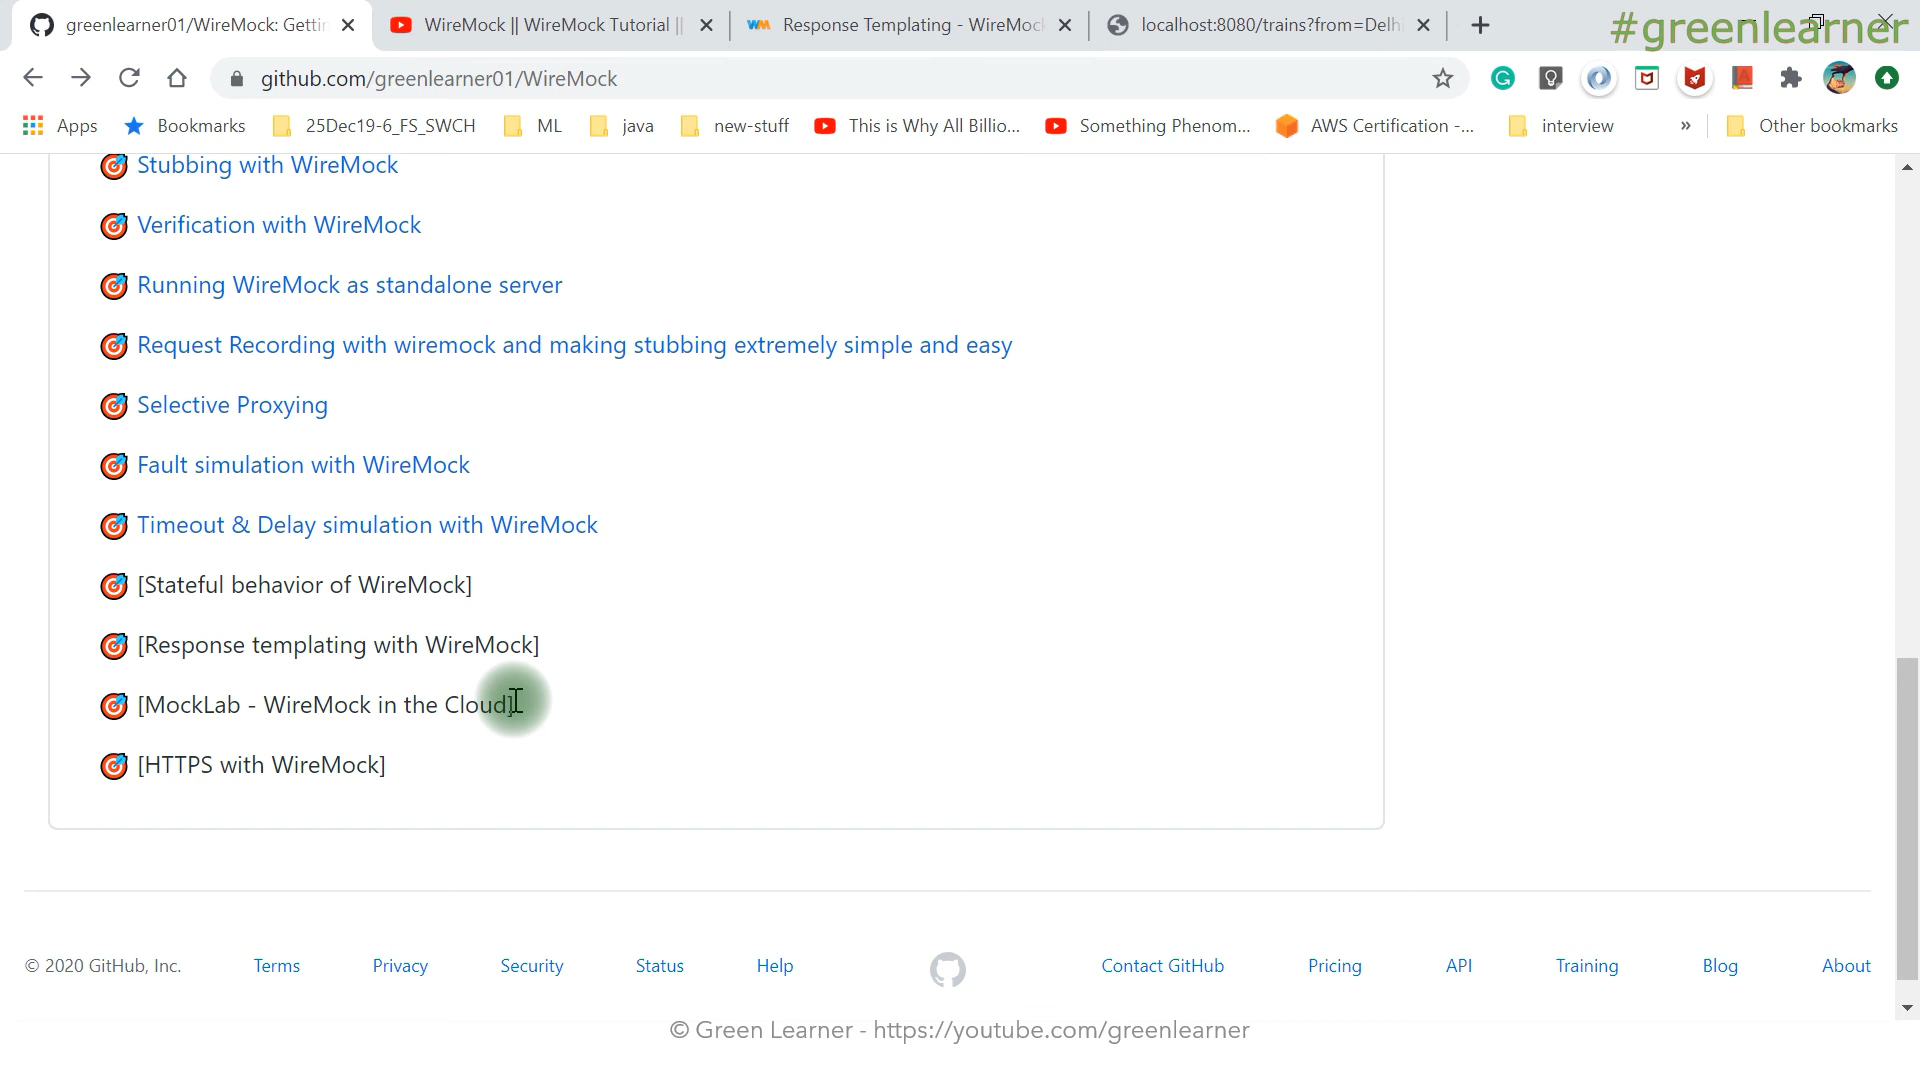 greenlearner01/WireMock: Gettin
WireMock || WireMock Tutorial ||
Response Templating - WireMock
localhost:8080/trains?from=Delhi
#greenlearner
github.com/greenlearner01/WireMock
Apps
Bookmarks
25Dec19-6_FS_SWCH
ML
java
new-stuff
This is Why All Billio...
Something Phenom...
AWS Certification -...
interview
»
Other bookmarks
Stubbing with WireMock
Verification with WireMock
Running WireMock as standalone server
Request Recording with wiremock and making stubbing extremely simple and easy
Selective Proxying
Fault simulation with WireMock
Timeout & Delay simulation with WireMock
[Stateful behavior of WireMock]
[Response templating with WireMock]
[MockLab - WireMock in the Cloud]
[HTTPS with WireMock]
© 2020 GitHub, Inc.
Terms
Privacy
Security
Status
Help
Contact GitHub
Pricing
API
Training
Blog
About
© Green Learner - https://youtube.com/greenlearner